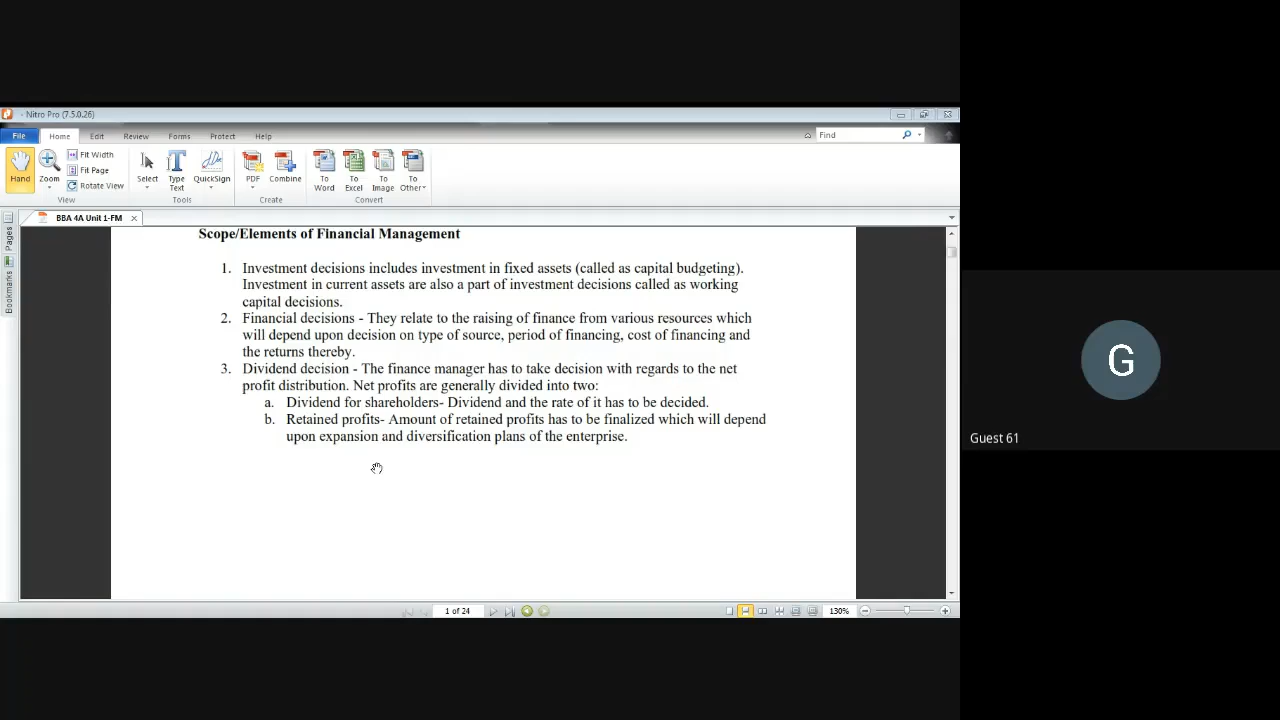 - Nitro Pro (7.5.0.26)
File Home Edit Review Forms Protect Help
Find
Hand
Zoom
Fit Width
Fit Page
Rotate View
View
Select
Type Text
QuickSign
Tools
PDF
Combine
Create
To Word
To Excel
To Image
To Other
Convert
BBA 4A Unit 1-FM
Pages
Bookmarks
Scope/Elements of Financial Management
1. Investment decisions includes investment in fixed assets (called as capital budgeting).
Investment in current assets are also a part of investment decisions called as working
capital decisions.
2. Financial decisions - They relate to the raising of finance from various resources which
will depend upon decision on type of source, period of financing, cost of financing and
the returns thereby.
3. Dividend decision - The finance manager has to take decision with regards to the net
profit distribution. Net profits are generally divided into two:
a. Dividend for shareholders- Dividend and the rate of it has to be decided.
b. Retained profits- Amount of retained profits has to be finalized which will depend
upon expansion and diversification plans of the enterprise.
1 of 24
130%
G
Guest 61